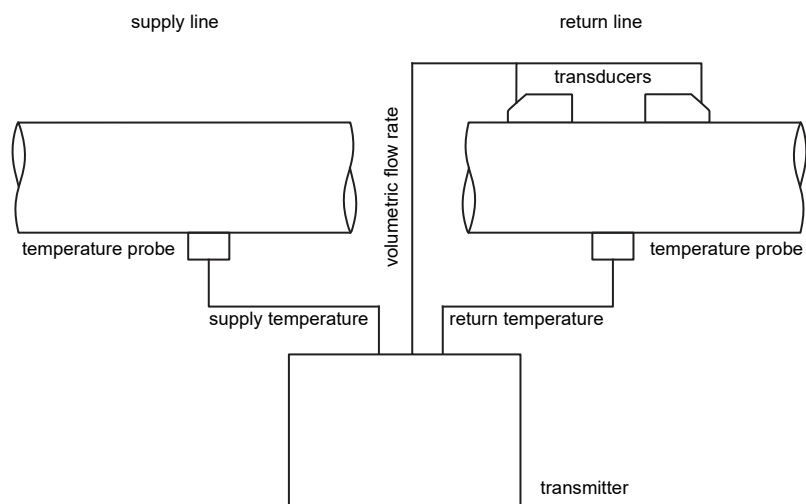 supply line
return line
transducers
volumetric flow rate
temperature probe
temperature probe
supply temperature
return temperature
transmitter